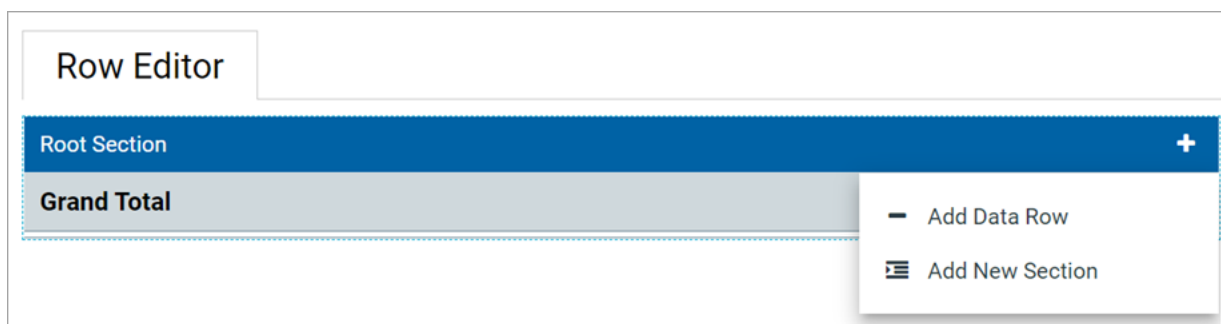 Row Editor
Root Section
Grand Total
Add Data Row
Add New Section